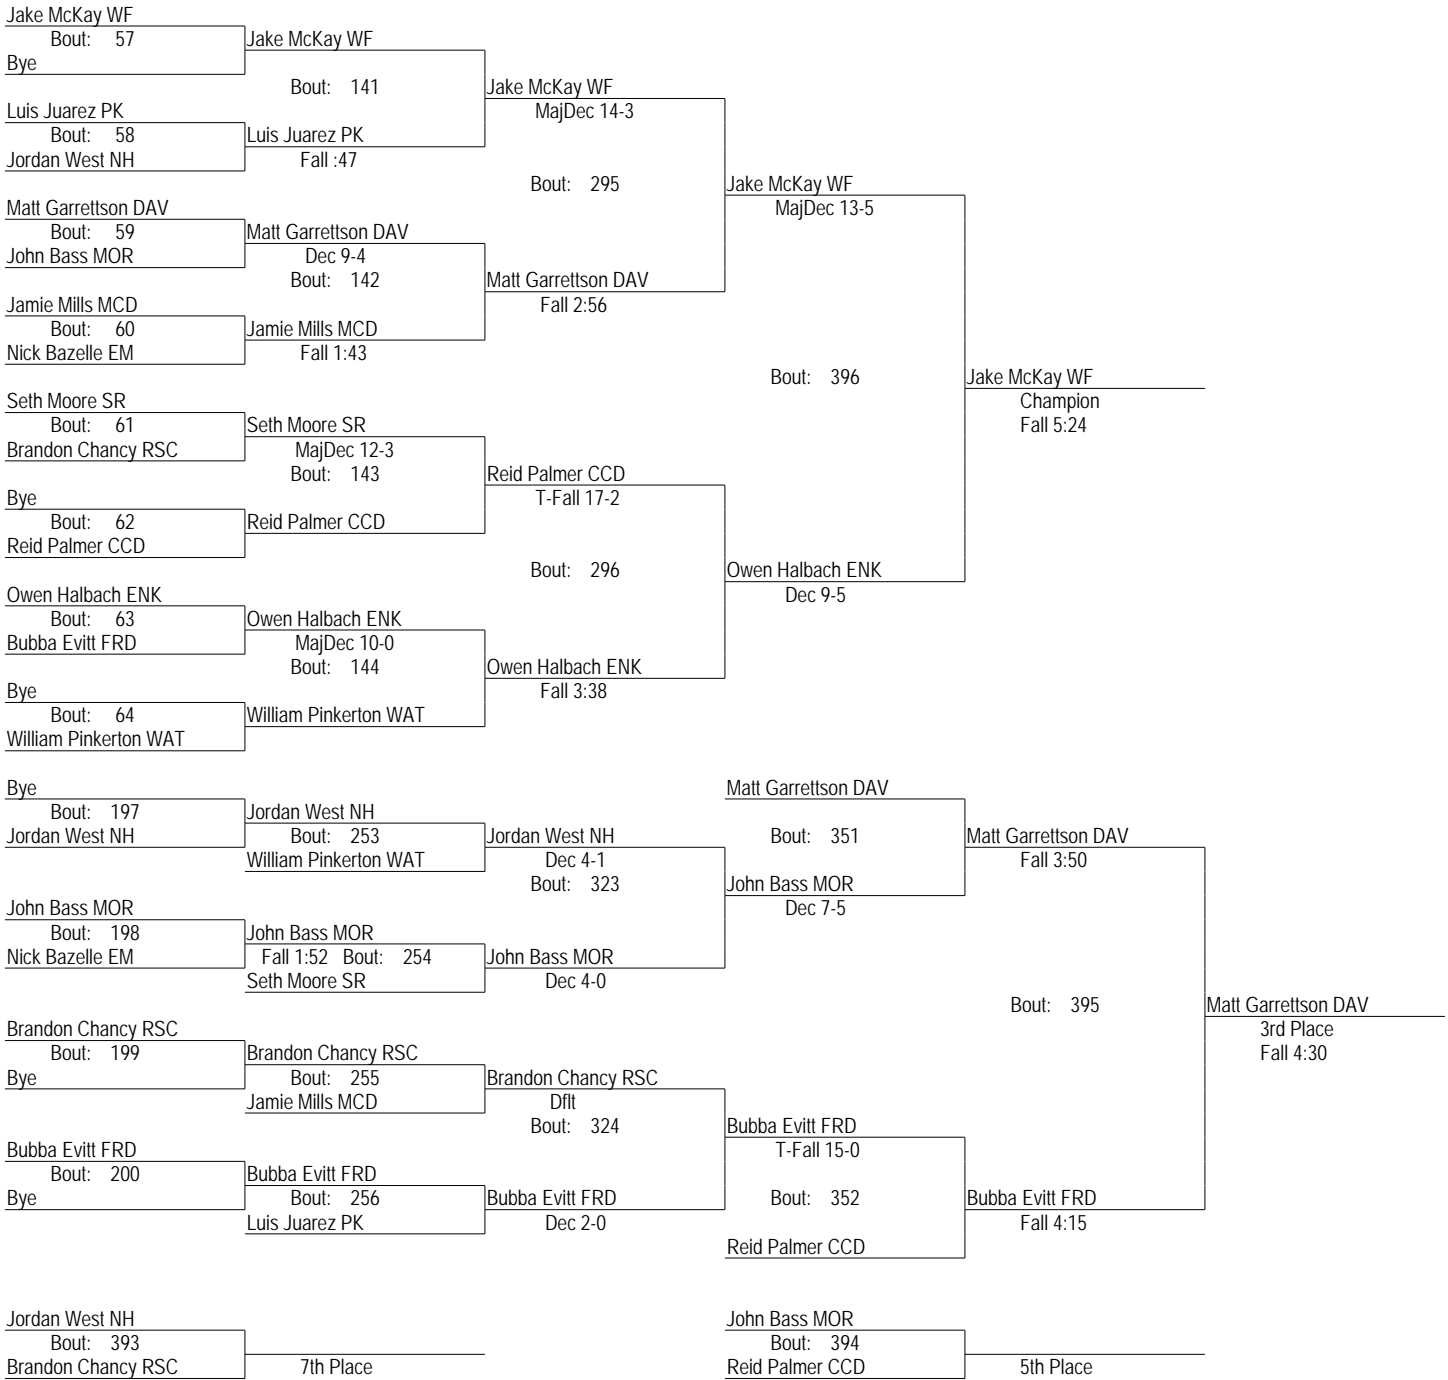 Jake McKay WF
Bout: 57 Jake McKay WF
Bye
Bout: 141 Jake McKay WF
Luis Juarez PK MajDec 14-3
Bout: 58 Luis Juarez PK
Jordan West NH Fall :47
Bout: 295 Jake McKay WF
Matt Garrettson DAV MajDec 13-5
Bout: 59 Matt Garrettson DAV
John Bass MOR Dec 9-4
Bout: 142 Matt Garrettson DAV
Jamie Mills MCD Fall 2:56
Bout: 60 Jamie Mills MCD
Nick Bazelle EM Fall 1:43
Bout: 396 Jake McKay WF
Seth Moore SR Champion
Bout: 61 Seth Moore SR Fall 5:24
Brandon Chancy RSC MajDec 12-3
Bout: 143 Reid Palmer CCD
Bye T-Fall 17-2
Bout: 62 Reid Palmer CCD
Reid Palmer CCD
Bout: 296 Owen Halbach ENK
Owen Halbach ENK Dec 9-5
Bout: 63 Owen Halbach ENK
Bubba Evitt FRD MajDec 10-0
Bout: 144 Owen Halbach ENK
Bye Fall 3:38
Bout: 64 William Pinkerton WAT
William Pinkerton WAT
Bye Matt Garrettson DAV
Bout: 197 Jordan West NH
Jordan West NH Bout: 253 Jordan West NH Bout: 351 Matt Garrettson DAV
William Pinkerton WAT Dec 4-1 Fall 3:50
Bout: 323 John Bass MOR
John Bass MOR Dec 7-5
Bout: 198 John Bass MOR
Nick Bazelle EM Fall 1:52 Bout: 254 John Bass MOR
Seth Moore SR Dec 4-0
Bout: 395 Matt Garrettson DAV
Brandon Chancy RSC 3rd Place
Bout: 199 Brandon Chancy RSC Fall 4:30
Bye Bout: 255 Brandon Chancy RSC
Jamie Mills MCD Dflt
Bout: 324 Bubba Evitt FRD
Bubba Evitt FRD T-Fall 15-0
Bout: 200 Bubba Evitt FRD
Bye Bout: 256 Bubba Evitt FRD Bout: 352 Bubba Evitt FRD
Luis Juarez PK Dec 2-0 Fall 4:15
Reid Palmer CCD
Jordan West NH John Bass MOR
Bout: 393 Bout: 394
Brandon Chancy RSC 7th Place Reid Palmer CCD 5th Place